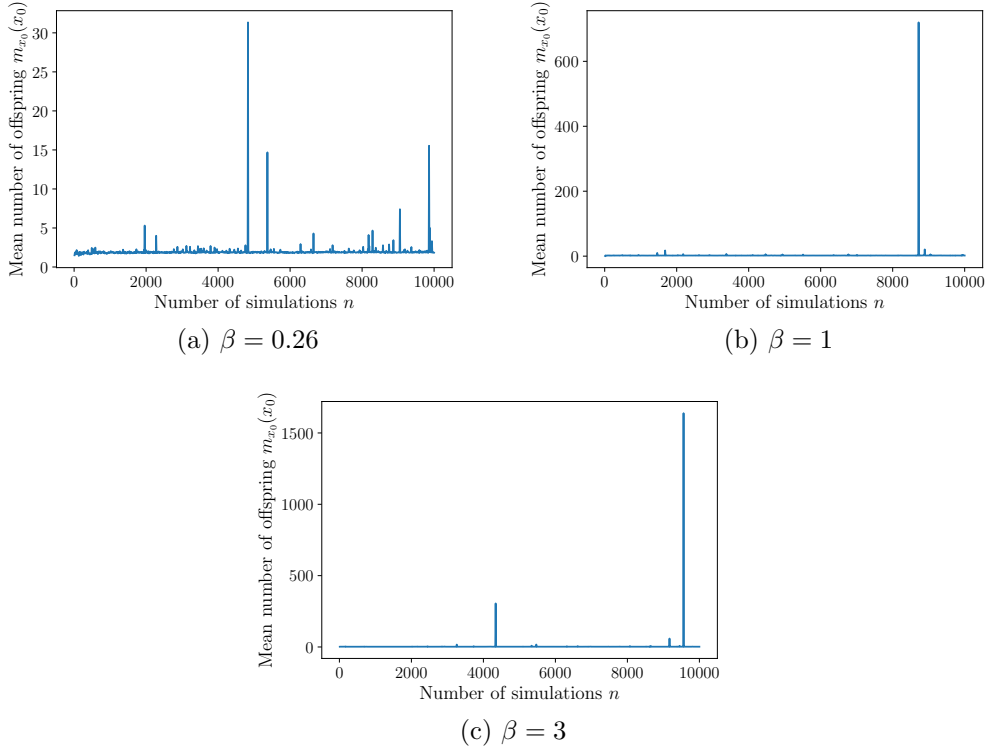 Mean number of offspring m_{x_0}(x_0)
30
25
20
15
10
5
0
0 2000 4000 6000 8000 10000
Number of simulations n
(a) β = 0.26
Mean number of offspring m_{x_0}(x_0)
600
400
200
0
0 2000 4000 6000 8000 10000
Number of simulations n
(b) β = 1
Mean number of offspring m_{x_0}(x_0)
1500
1000
500
0
0 2000 4000 6000 8000 10000
Number of simulations n
(c) β = 3